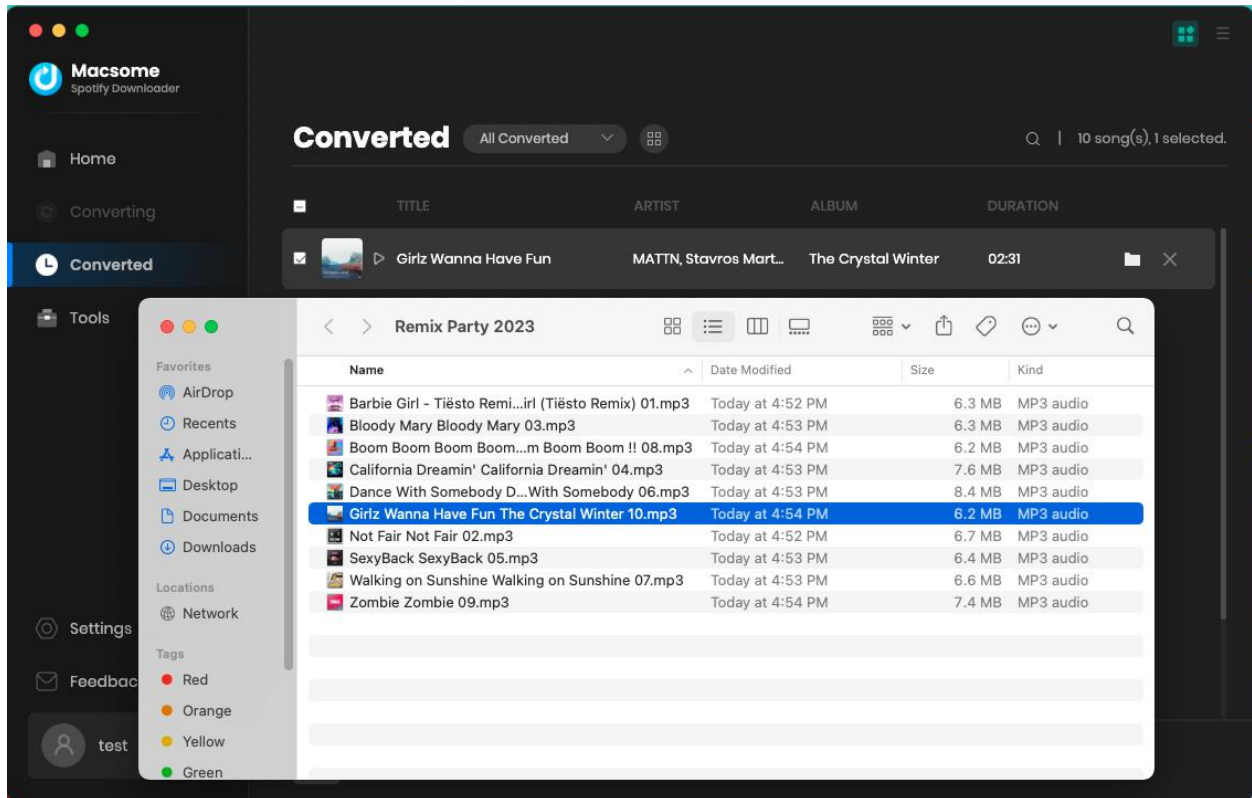 Macsome
Spotify Downloader
Home
Converting
Converted
Tools
Settings
Feedbac
test
Converted
All Converted
10 song(s), 1 selected.
TITLE ARTIST ALBUM DURATION
Girlz Wanna Have Fun MATTN, Stavros Mart... The Crystal Winter 02:31
Favorites
AirDrop
Recents
Applicati...
Desktop
Documents
Downloads
Locations
Network
Tags
Red
Orange
Yellow
Green
Remix Party 2023
Name Date Modified Size Kind
Barbie Girl - Tiësto Remi...irl (Tiësto Remix) 01.mp3 Today at 4:52 PM 6.3 MB MP3 audio
Bloody Mary Bloody Mary 03.mp3 Today at 4:53 PM 6.3 MB MP3 audio
Boom Boom Boom Boom...m Boom Boom !! 08.mp3 Today at 4:54 PM 6.2 MB MP3 audio
California Dreamin' California Dreamin' 04.mp3 Today at 4:53 PM 7.6 MB MP3 audio
Dance With Somebody D...With Somebody 06.mp3 Today at 4:53 PM 8.4 MB MP3 audio
Girlz Wanna Have Fun The Crystal Winter 10.mp3 Today at 4:54 PM 6.2 MB MP3 audio
Not Fair Not Fair 02.mp3 Today at 4:52 PM 6.7 MB MP3 audio
SexyBack SexyBack 05.mp3 Today at 4:53 PM 6.4 MB MP3 audio
Walking on Sunshine Walking on Sunshine 07.mp3 Today at 4:53 PM 6.6 MB MP3 audio
Zombie Zombie 09.mp3 Today at 4:54 PM 7.4 MB MP3 audio